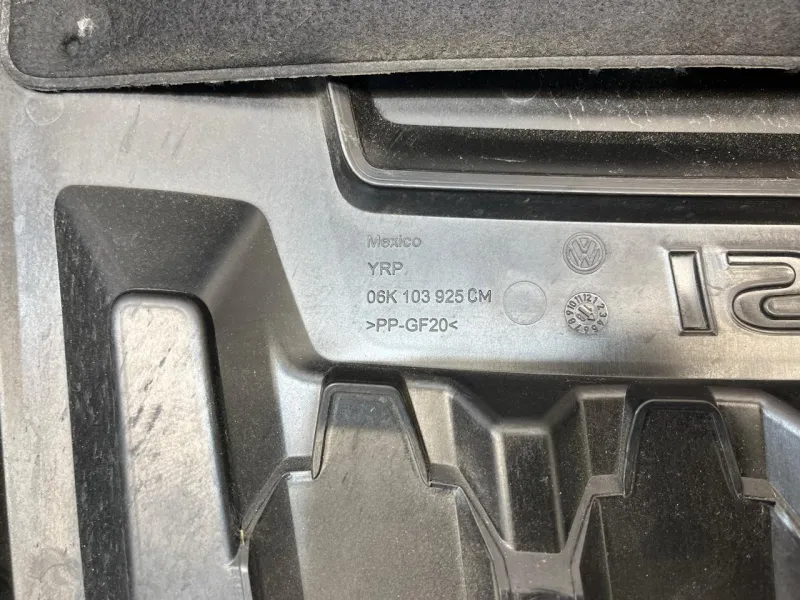 Mexico
YRP
06K 103 925 CM
>PP-GF20<